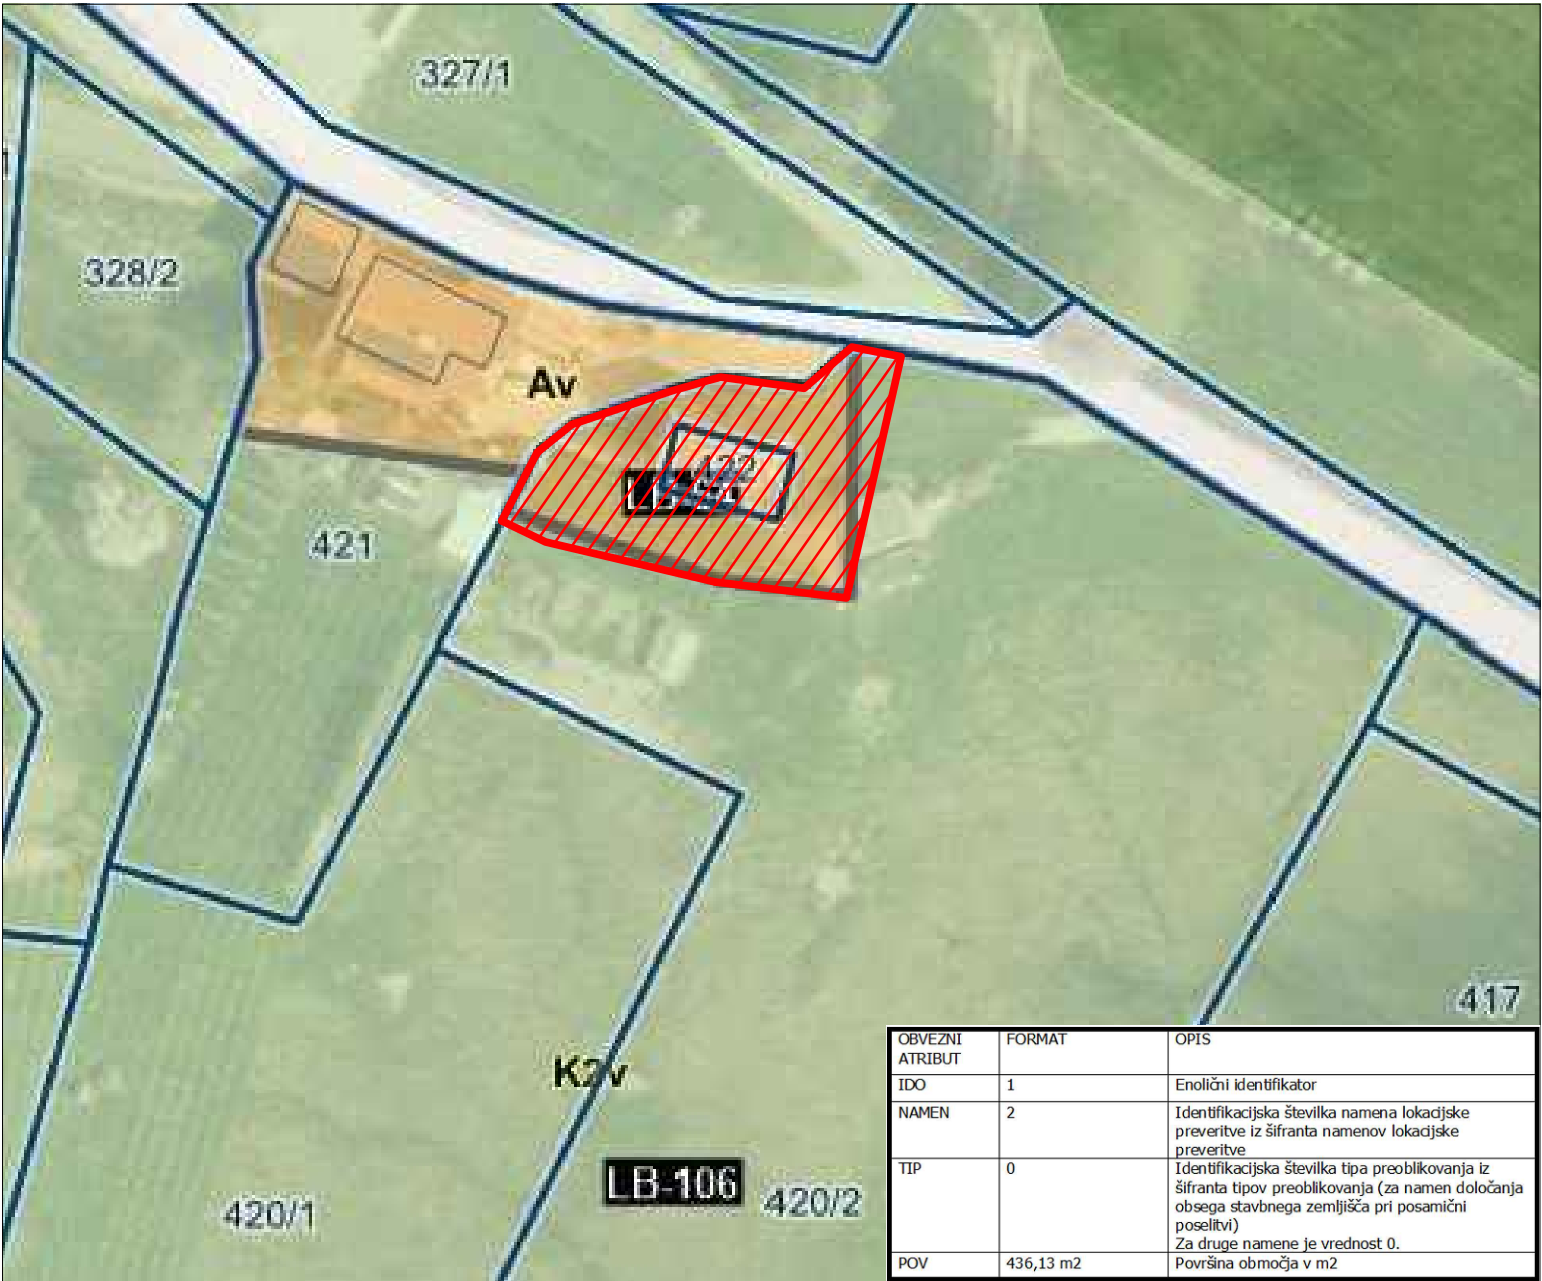 327/1
328/2
Av
421
417
K2v
LB-106
420/2
420/1
OBVEZNI ATRIBUT FORMAT OPIS
IDO 1 Enolični identifikator
NAMEN 2 Identifikacijska številka namena lokacijske
preveritve iz šifranta namenov lokacijske
preveritve
TIP 0 Identifikacijska številka tipa preoblikovanja iz
šifranta tipov preoblikovanja (za namen določanja
obsega stavbnega zemljišča pri posamični
poselitvi)
Za druge namene je vrednost 0.
POV 436,13 m2 Površina območja v m2